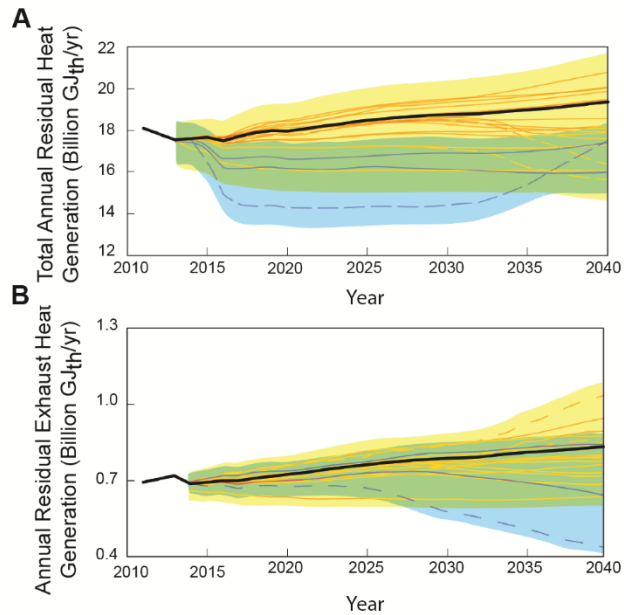 A
Total Annual Residual Heat
Generation (Billion GJth/yr)
22
20
18
16
14
12
2010 2015 2020 2025 2030 2035 2040
Year
B
Annual Residual Exhaust Heat
Generation (Billion GJth/yr)
1.3
1.0
0.7
0.4
2010 2015 2020 2025 2030 2035 2040
Year